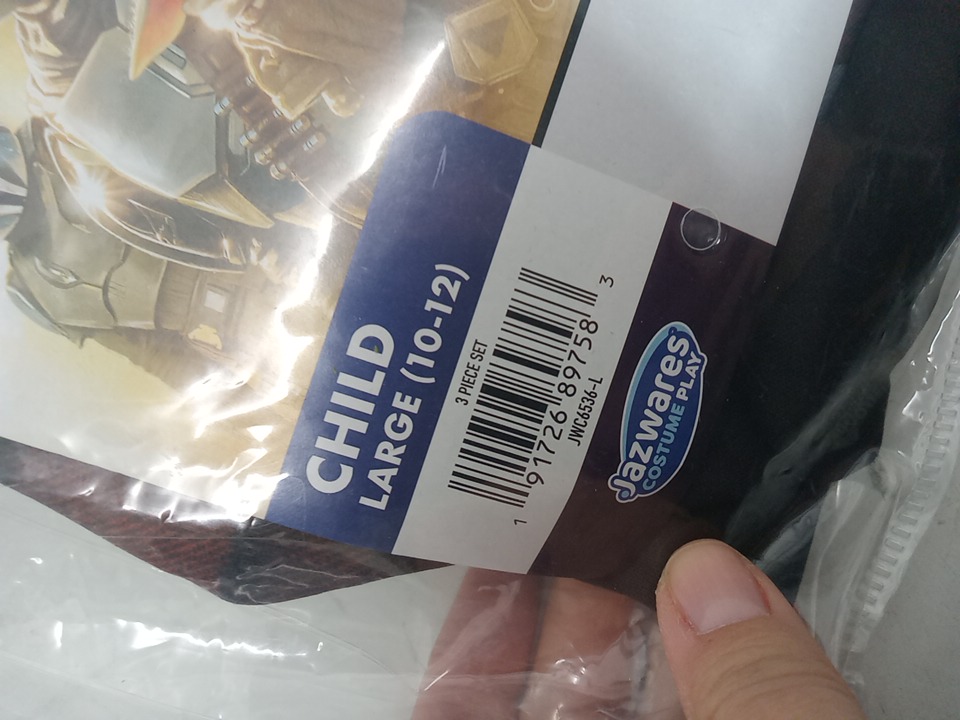 CHILD
LARGE (10-12)
3 PIECE SET
1 91726 89758 3
JWC6536-L
Jazwares
COSTUME PLAY